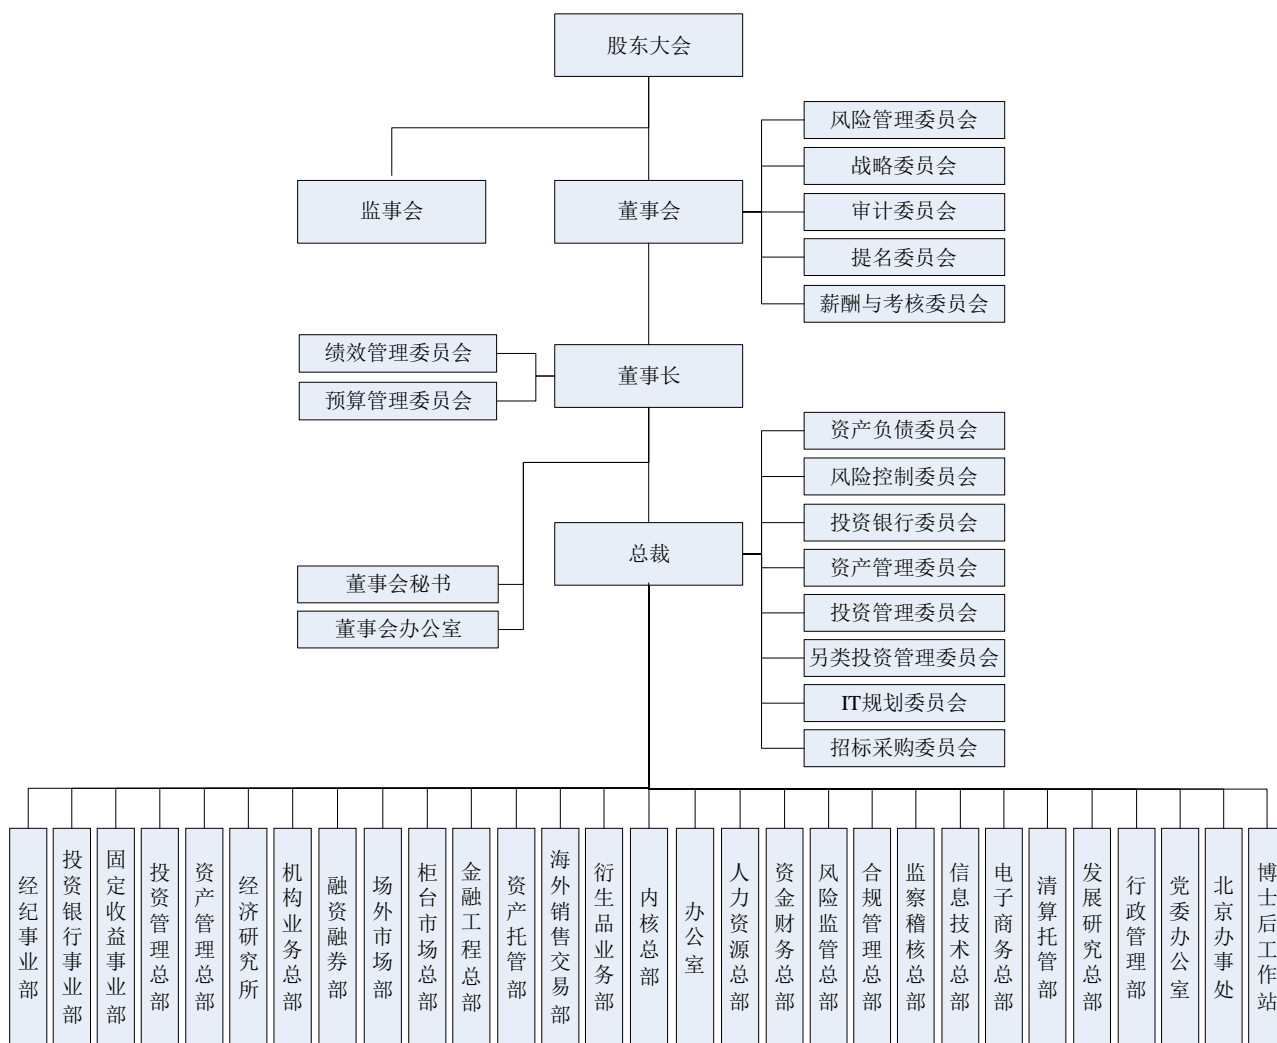 股东大会
监事会
董事会
风险管理委员会
战略委员会
审计委员会
提名委员会
薪酬与考核委员会
绩效管理委员会
预算管理委员会
董事长
资产负债委员会
风险控制委员会
投资银行委员会
资产管理委员会
投资管理委员会
另类投资管理委员会
IT规划委员会
招标采购委员会
总裁
董事会秘书
董事会办公室
经纪事业部
投资银行事业部
固定收益事业部
投资管理总部
资产管理总部
经济研究所
机构业务总部
融资融券部
场外市场部
柜台市场总部
金融工程总部
资产托管部
海外销售交易部
衍生品业务部
内核总部
办公室
人力资源总部
资金财务总部
风险监管总部
合规管理总部
监察稽核总部
信息技术总部
电子商务总部
清算托管部
发展研究总部
行政管理部
党委办公室
北京办事处
博士后工作站